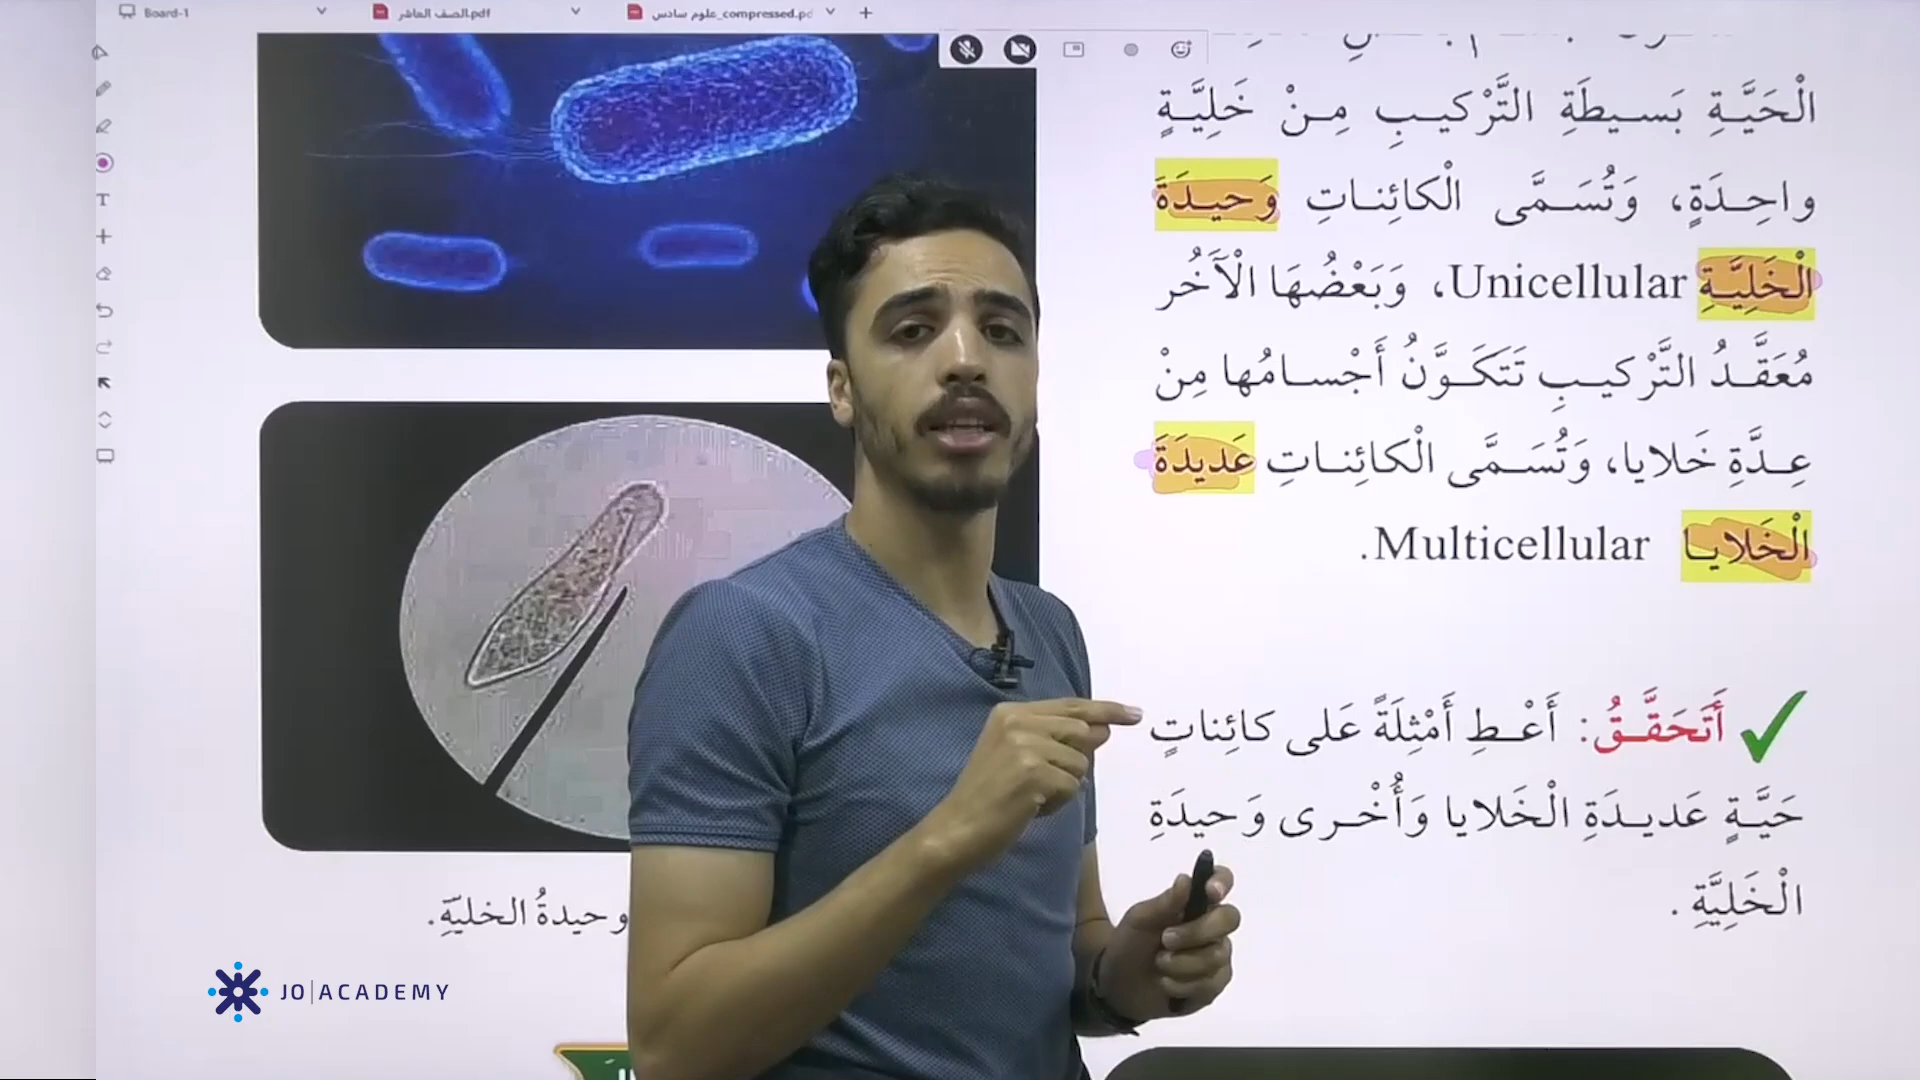 Board-1
الصف العاشر.pdf
علوم سادس_compressed.pd
الْحَيَّةِ بَسيطَةِ التَّرْكيبِ مِنْ خَلِيَّةٍ
واحِدَةٍ، وَتُسَمَّى الْكائِناتِ وَحيدَةَ
الْخَلِيَّةِ Unicellular، وَبَعْضُهَا الْآخَر
مُعَقَّدُ التَّرْكيبِ تَتَكَوَّنُ أَجْسامُها مِنْ
عِدَّةِ خَلايا، وَتُسَمَّى الْكائِناتِ عَديدَةَ
الْخَلايا Multicellular.
أَتَحَقَّقُ: أَعْطِ أَمْثِلَةً عَلى كائِناتٍ
حَيَّةٍ عَديدَةِ الْخَلايا وَأُخْرى وَحيدَةِ
الْخَلِيَّةِ.
وحيدةُ الخليةِ.
JO|ACADEMY